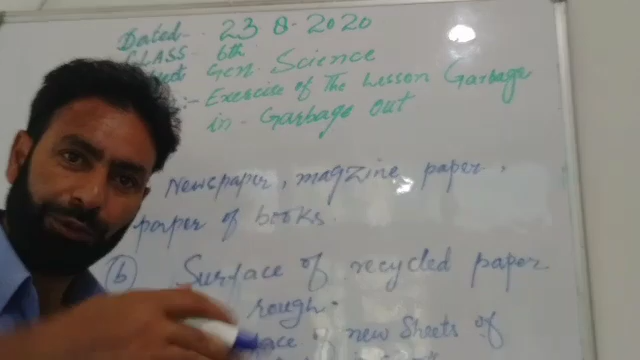 Dated:- 23 8-2020
CLASS 6th
Gen. Science
:- Exercise of The Lesson Garbage
in - Garbage Out
Newspaper, magzine paper,
paper of books.
(b) Surface of recycled paper
rough.
of new Sheets of